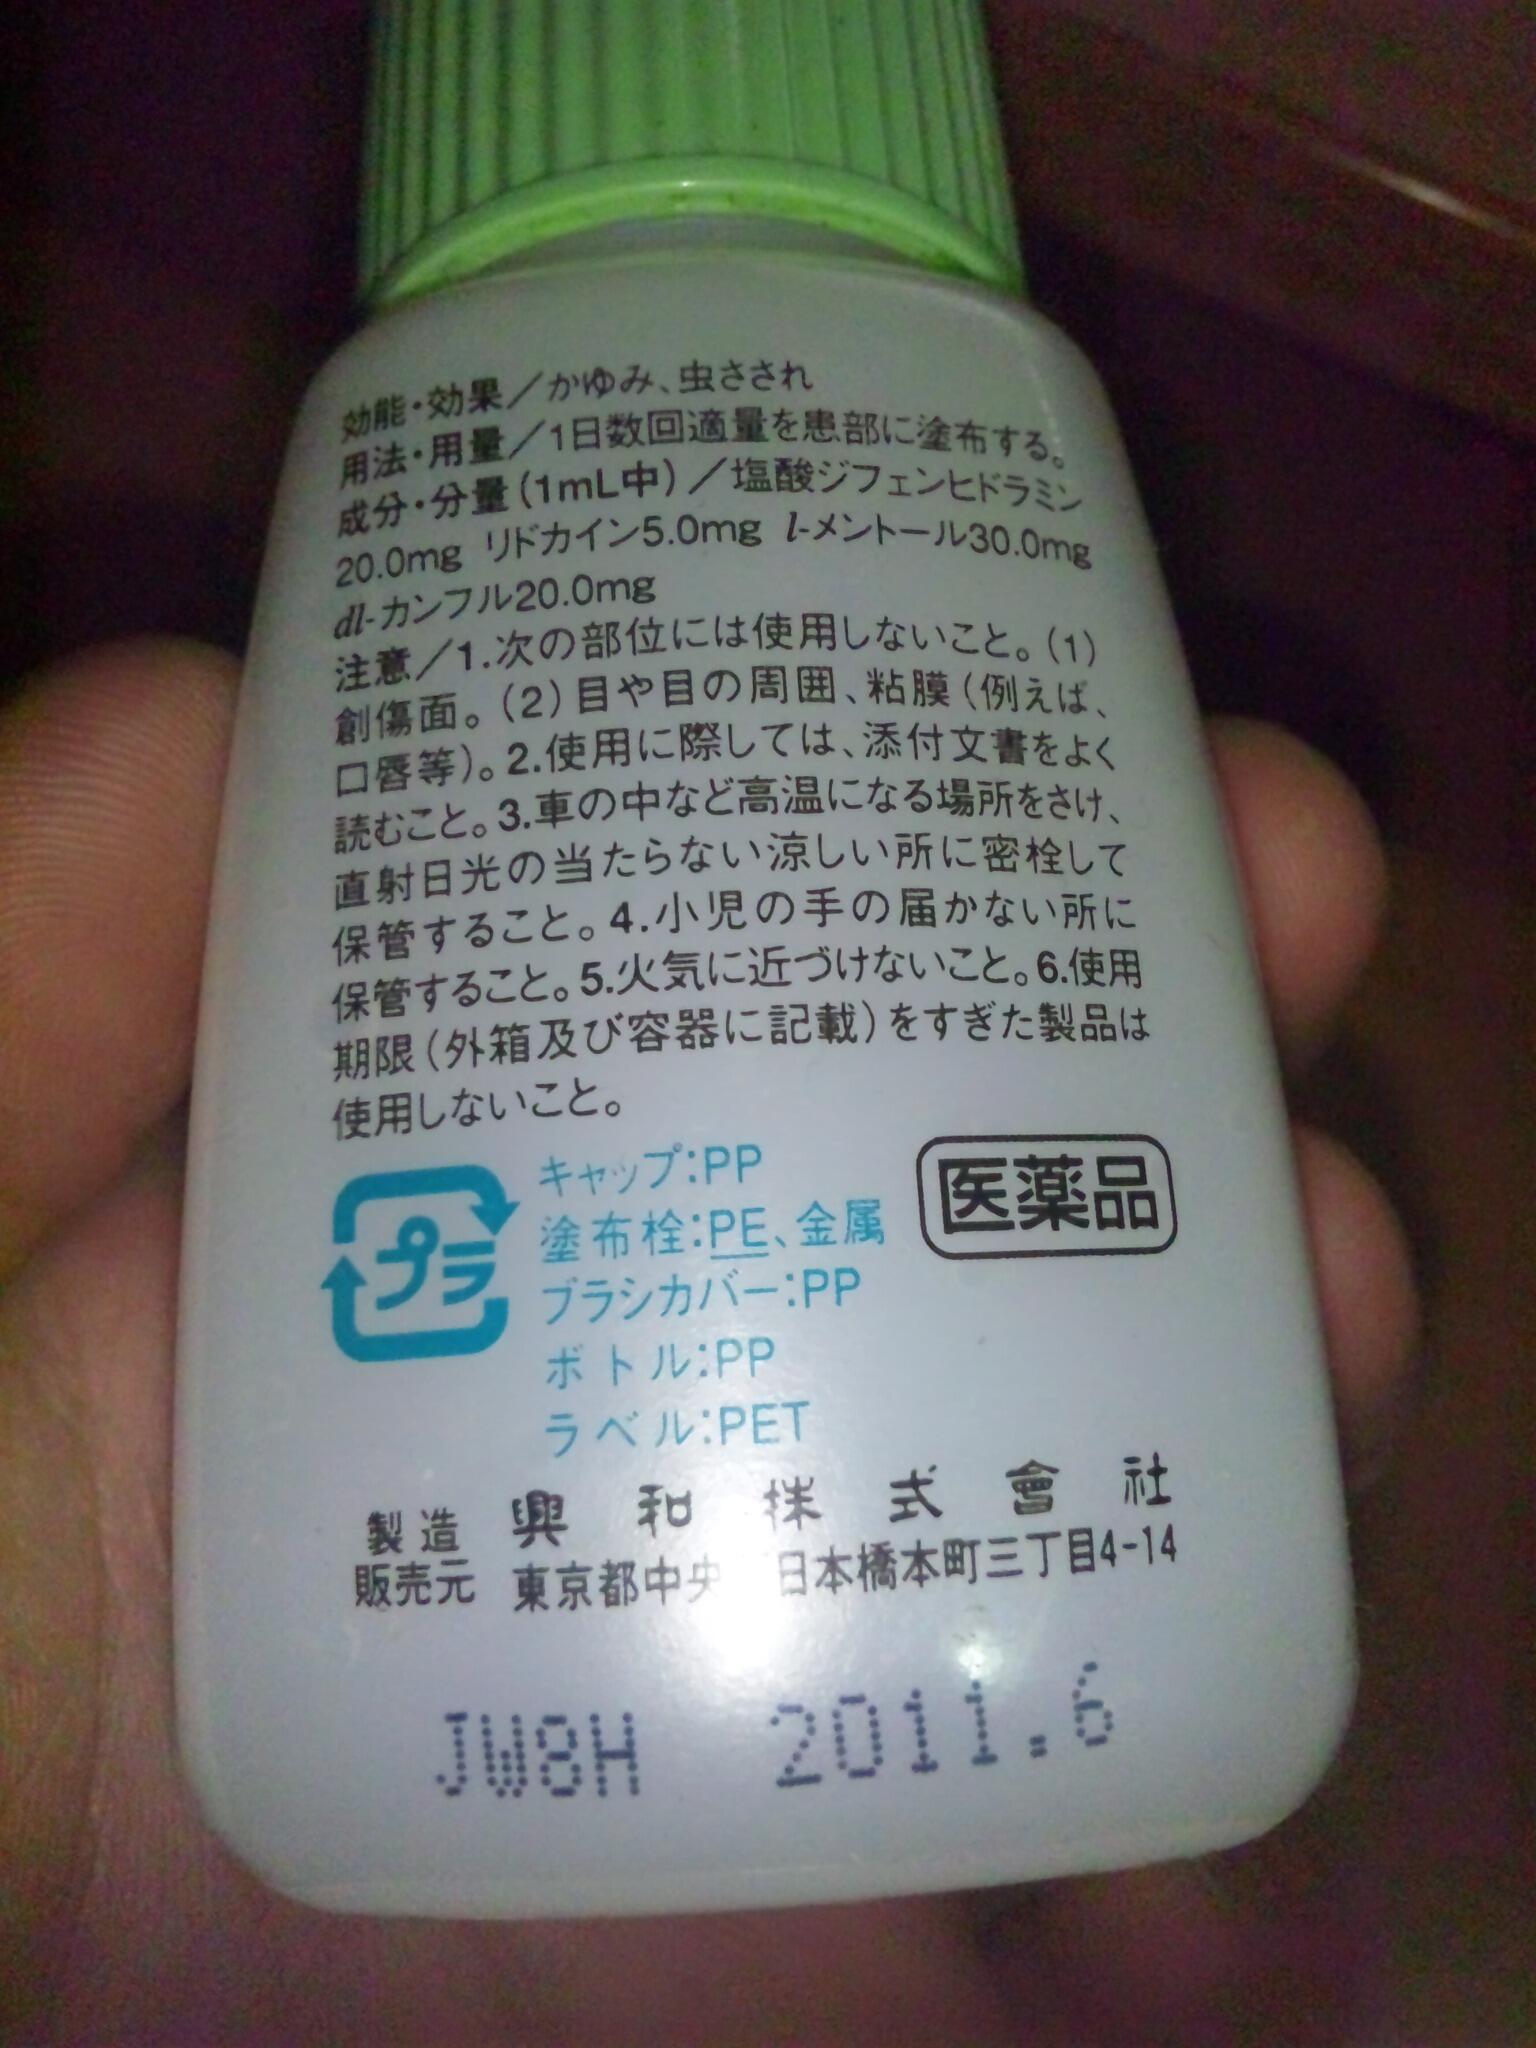 効能・効果／かゆみ、虫さされ
用法・用量／1日数回適量を患部に塗布する。
成分・分量(1mL中)／塩酸ジフェンヒドラミン
20.0mg リドカイン5.0mg l-メントール30.0mg
dl-カンフル20.0mg
注意／1.次の部位には使用しないこと。(1)
創傷面。(2)目や目の周囲、粘膜(例えば、
口唇等)。2.使用に際しては、添付文書をよく
読むこと。3.車の中など高温になる場所をさけ、
直射日光の当たらない涼しい所に密栓して
保管すること。4.小児の手の届かない所に
保管すること。5.火気に近づけないこと。6.使用
期限(外箱及び容器に記載)をすぎた製品は
使用しないこと。
プラ
キャップ:PP
塗布栓:PE、金属
ブラシカバー:PP
ボトル:PP
ラベル:PET
医薬品
製造 興和株式會社
販売元 東京都中央 日本橋本町三丁目4-14
JW8H 2011.6